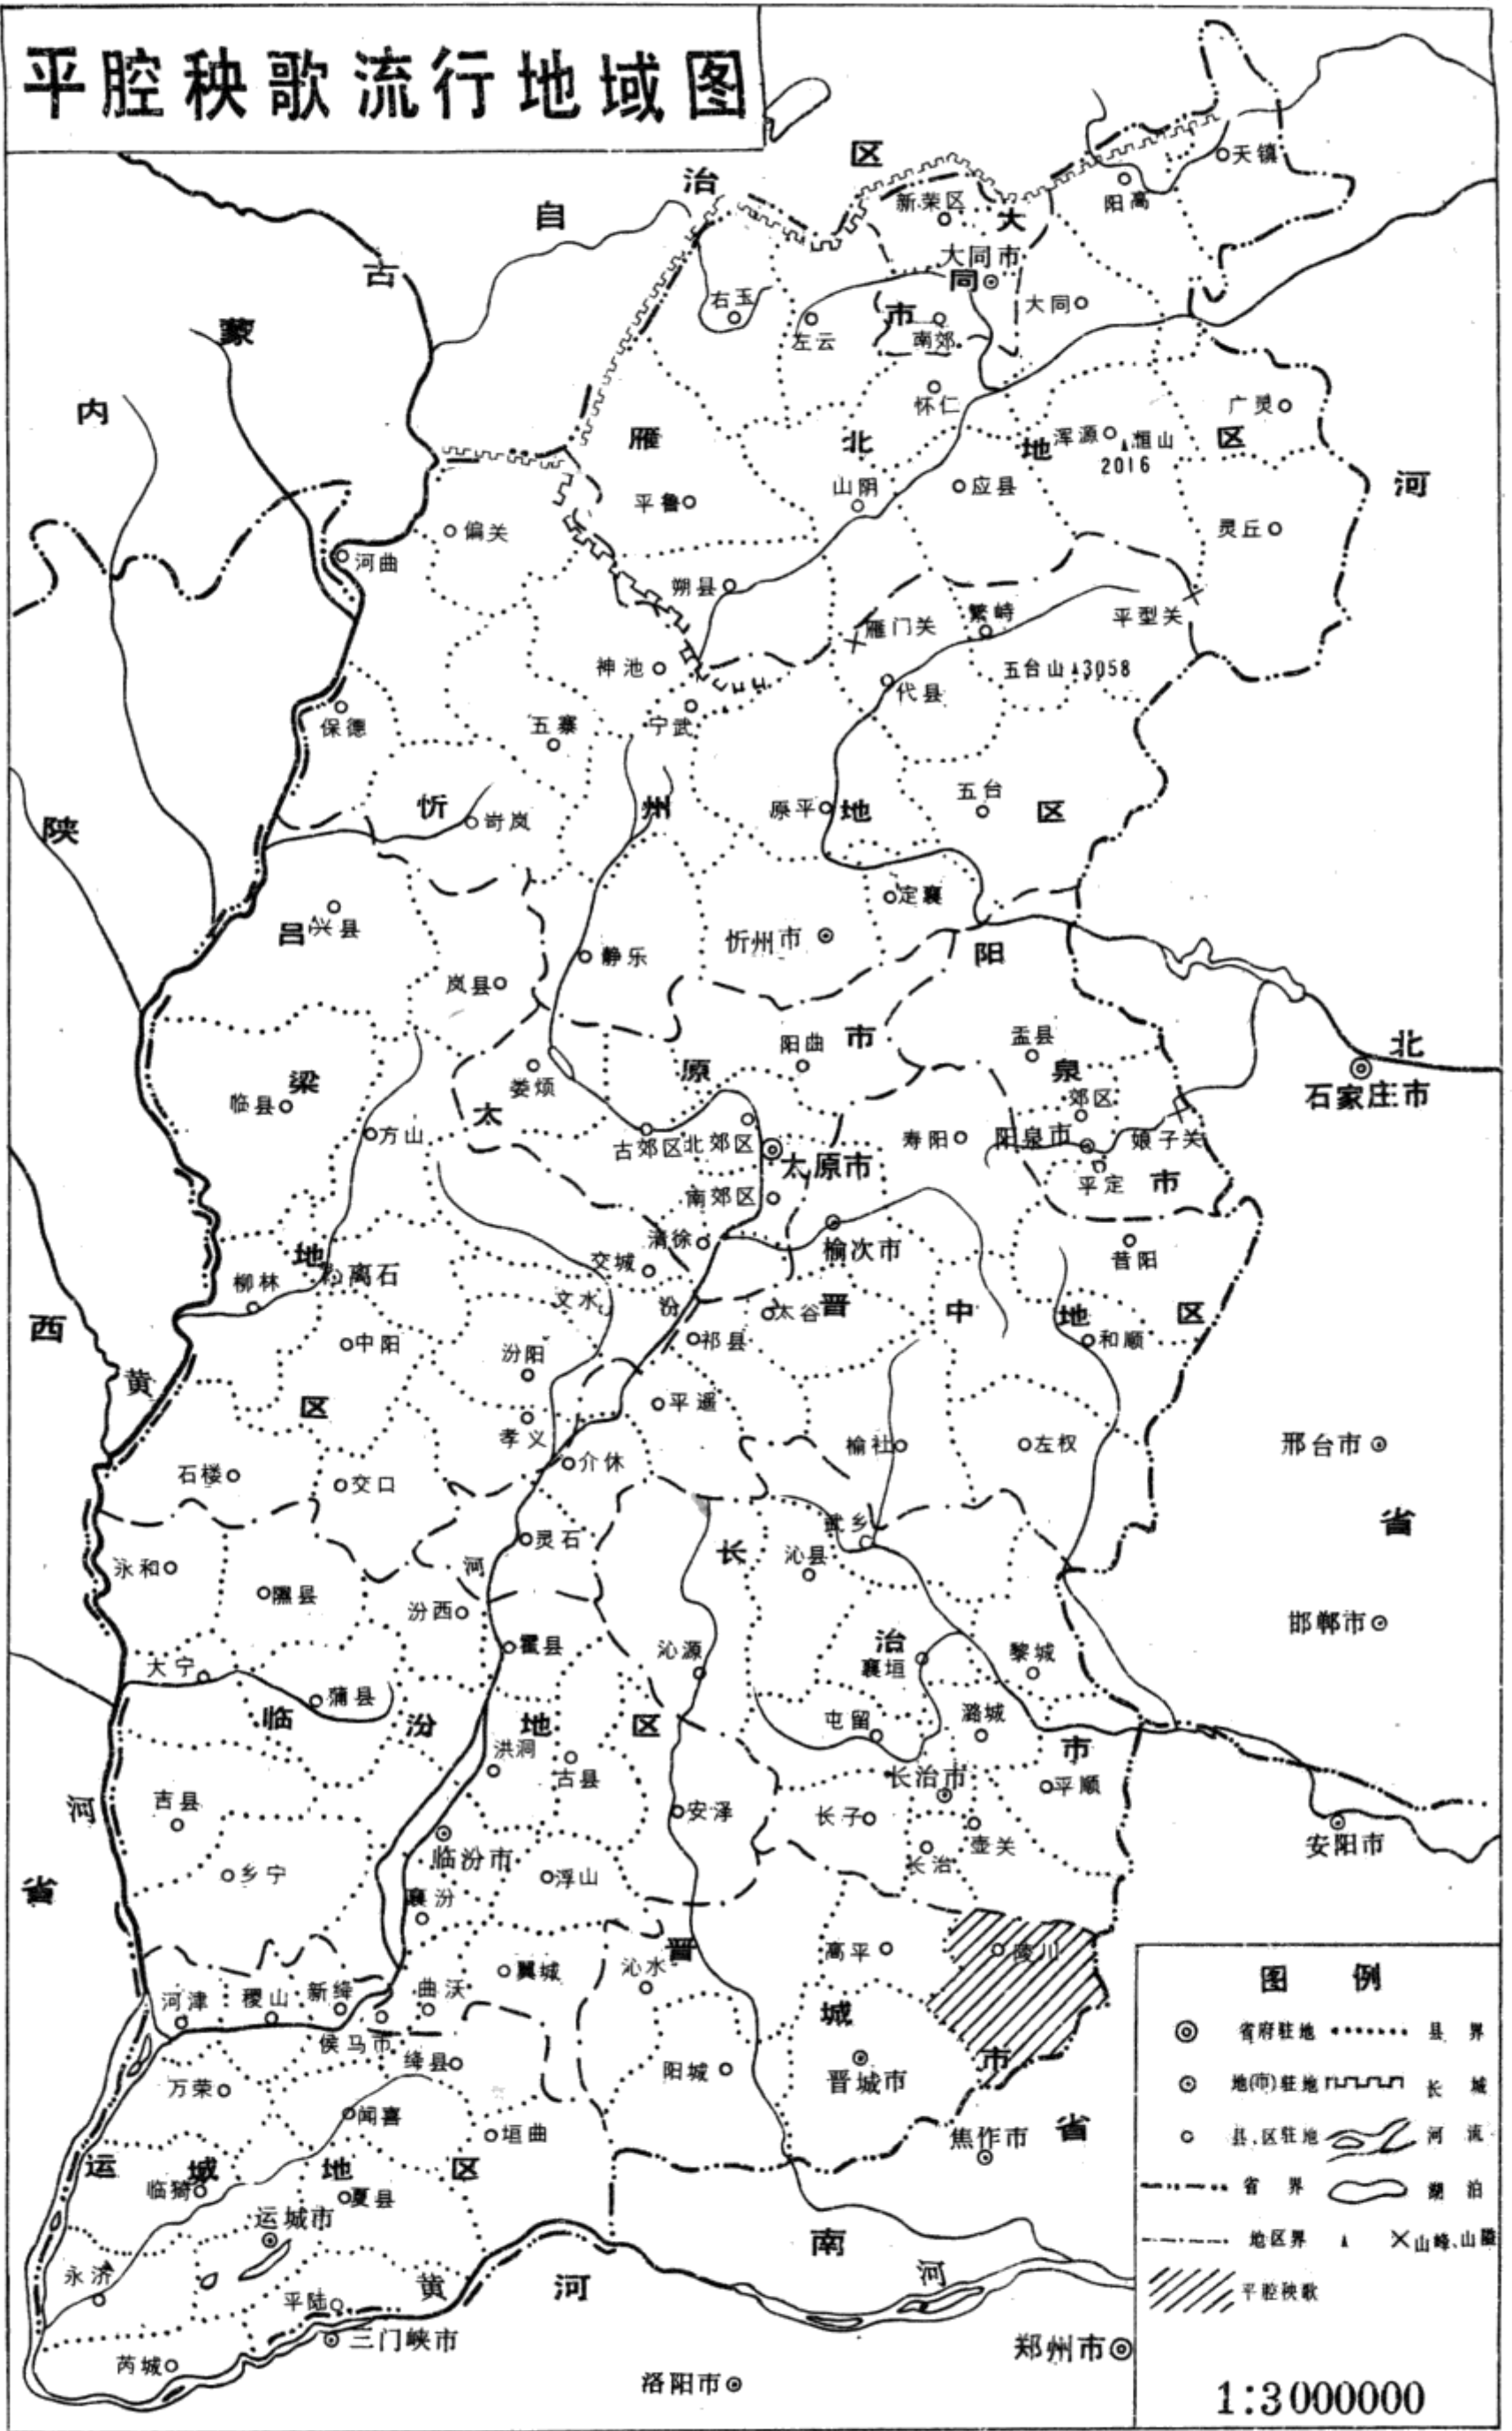 平腔秧歌流行地域图
区
治
自
古
蒙
内
天镇
阳高
新荣区
大
大同市
同
大同
右玉
左云
市
南郊
怀仁
广灵
雁
北
地
浑源
恒山
2016
区
河
平鲁
山阴
应县
灵丘
偏关
河曲
朔县
雁门关
繁峙
平型关
神池
五台山 3058
代县
保德
五寨
宁武
忻
岢岚
州
原平
地
五台
区
陕
吕
兴县
定襄
静乐
忻州市
阳
岚县
阳曲
市
盂县
北
原
泉
石家庄市
娄烦
梁
临县
太
郊区
方山
古郊区
北郊区
太原市
寿阳
阳泉市
娘子关
平定
市
南郊区
清徐
榆次市
昔阳
地
离石
交城
柳林
文水
汾
太谷
晋
中
地
区
西
中阳
祁县
和顺
黄
汾阳
区
平遥
孝义
榆社
左权
邢台市
石楼
交口
介休
省
武乡
灵石
长
沁县
永和
隰县
河
汾西
邯郸市
霍县
沁源
治
襄垣
黎城
大宁
蒲县
临
汾
地
区
屯留
潞城
洪洞
市
古县
长治市
平顺
河
吉县
安泽
长子
壶关
安阳市
临汾市
长治
乡宁
浮山
省
襄汾
晋
高平
陵川
翼城
沁水
河津
稷山
新绛
曲沃
城
侯马市
绛县
市
万荣
阳城
晋城市
闻喜
垣曲
焦作市
省
运
城
地
区
临猗
夏县
运城市
南
永济
黄
河
河
平陆
三门峡市
芮城
洛阳市
郑州市
图 例
省府驻地
县 界
地(市)驻地
长 城
县、区驻地
河 流
省 界
湖 泊
地区界
山峰、山隘
平腔秧歌
1:3000000